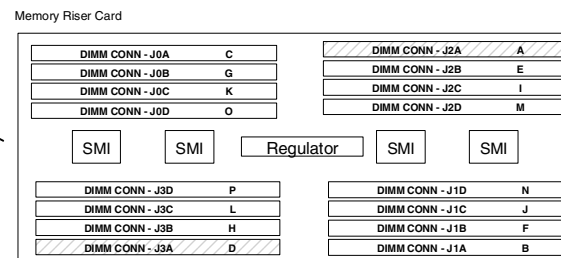 Memory Riser Card
DIMM CONN - J0A C
DIMM CONN - J0B G
DIMM CONN - J0C K
DIMM CONN - J0D O
DIMM CONN - J2A A
DIMM CONN - J2B E
DIMM CONN - J2C I
DIMM CONN - J2D M
SMI SMI Regulator SMI SMI
DIMM CONN - J3D P
DIMM CONN - J3C L
DIMM CONN - J3B H
DIMM CONN - J3A D
DIMM CONN - J1D N
DIMM CONN - J1C J
DIMM CONN - J1B F
DIMM CONN - J1A B